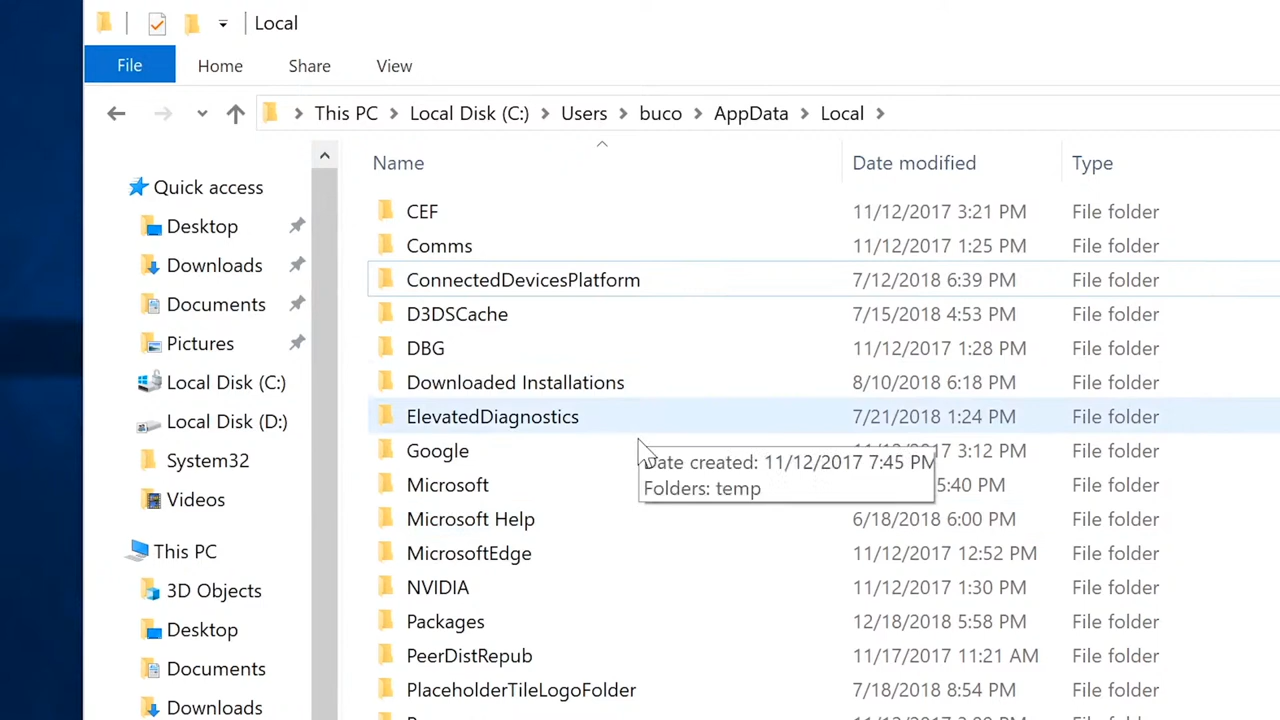 Local
File Home Share View
This PC Local Disk (C:) Users buco AppData Local
Name Date modified Type
Quick access
Desktop
Downloads
Documents
Pictures
Local Disk (C:)
Local Disk (D:)
System32
Videos
This PC
3D Objects
Desktop
Documents
Downloads
CEF 11/12/2017 3:21 PM File folder
Comms 11/12/2017 1:25 PM File folder
ConnectedDevicesPlatform 7/12/2018 6:39 PM File folder
D3DSCache 7/15/2018 4:53 PM File folder
DBG 11/12/2017 1:28 PM File folder
Downloaded Installations 8/10/2018 6:18 PM File folder
ElevatedDiagnostics 7/21/2018 1:24 PM File folder
Google 3:12 PM File folder
Date created: 11/12/2017 7:45 PM
Microsoft 5:40 PM File folder
Folders: temp
Microsoft Help 6/18/2018 6:00 PM File folder
MicrosoftEdge 11/12/2017 12:52 PM File folder
NVIDIA 11/12/2017 1:30 PM File folder
Packages 12/18/2018 5:58 PM File folder
PeerDistRepub 11/17/2017 11:21 AM File folder
PlaceholderTileLogoFolder 7/18/2018 8:54 PM File folder